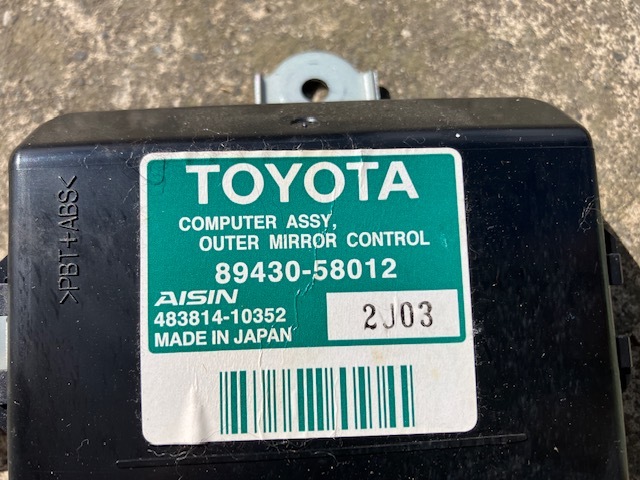 TOYOTA
COMPUTER ASSY,
OUTER MIRROR CONTROL
89430-58012
AISIN
483814-10352
MADE IN JAPAN
2J03
>PBT+ABS<